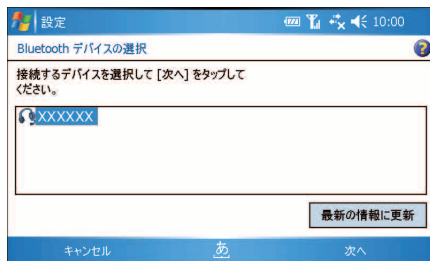 設定 10:00
Bluetooth デバイスの選択
接続するデバイスを選択して [次へ] をタップして
ください。
XXXXXX
最新の情報に更新
キャンセル あ 次へ